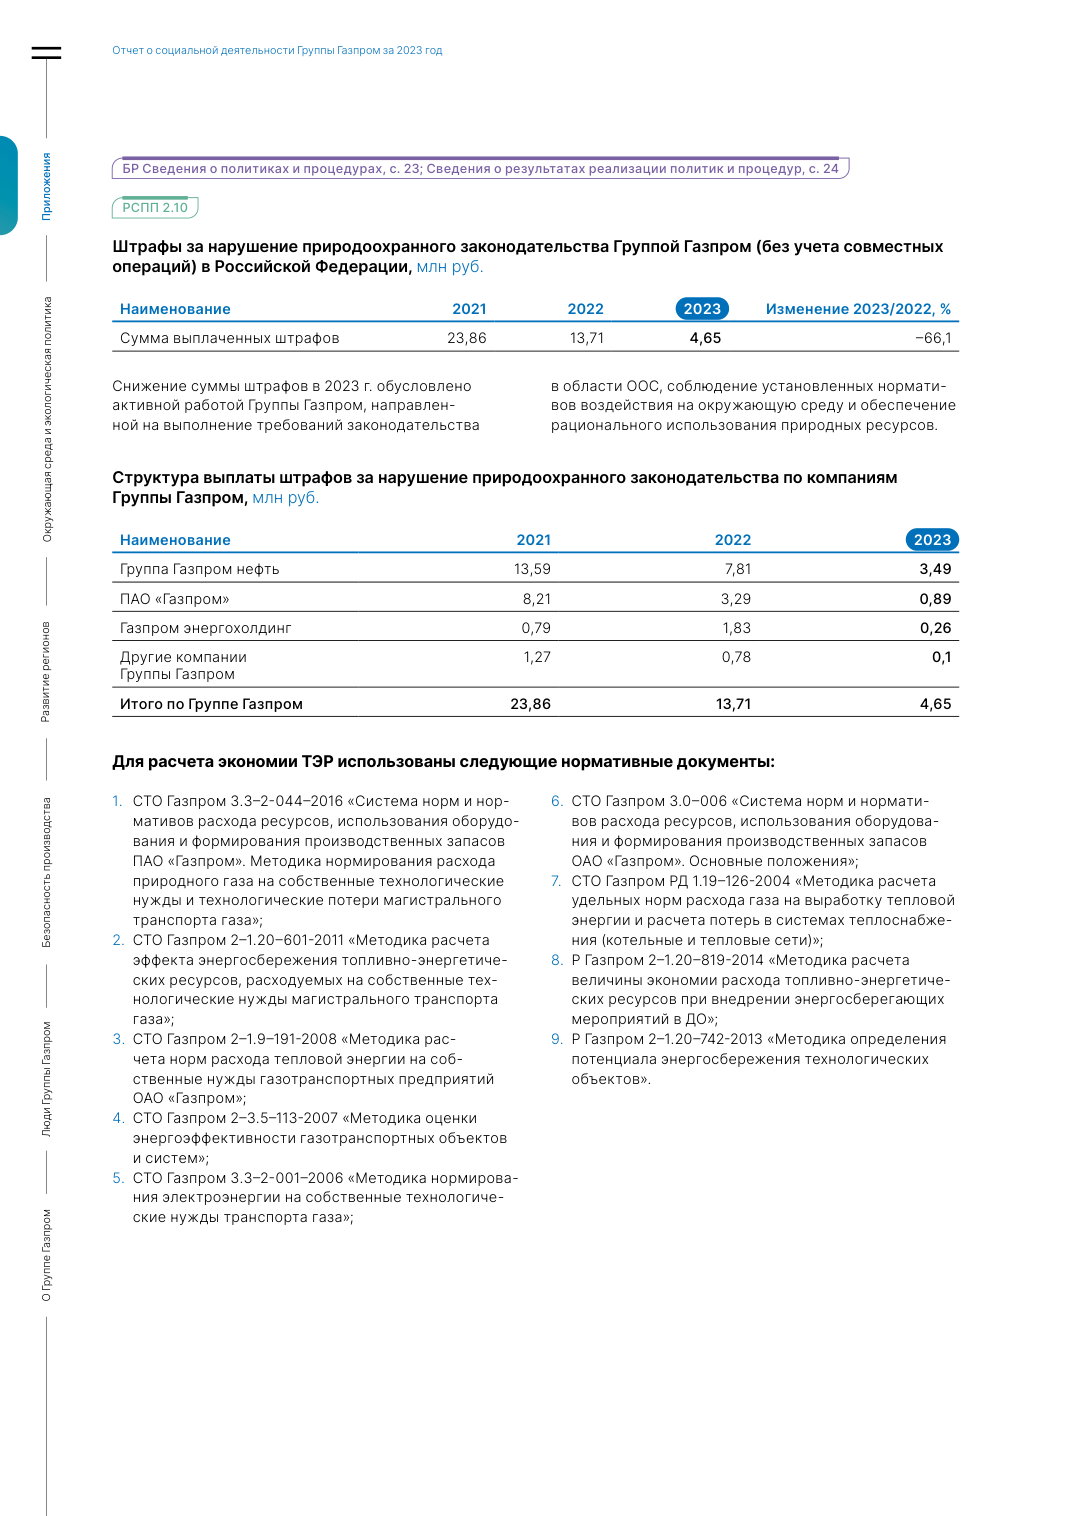 Отчет о социальной деятельности Группы Газпром за 2023 год
Приложения
Окружающая среда и экологическая политика
Развитие регионов
Безопасность производства
Люди Группы Газпром
О Группе Газпром
БР Сведения о политиках и процедурах, с. 23; Сведения о результатах реализации политик и процедур, с. 24
РСПП 2.10
Штрафы за нарушение природоохранного законодательства Группой Газпром (без учета совместных
операций) в Российской Федерации, млн руб.
Наименование 2021 2022 2023 Изменение 2023/2022, %
Сумма выплаченных штрафов 23,86 13,71 4,65 –66,1
Снижение суммы штрафов в 2023 г. обусловлено
активной работой Группы Газпром, направлен-
ной на выполнение требований законодательства
в области ООС, соблюдение установленных нормати-
вов воздействия на окружающую среду и обеспечение
рационального использования природных ресурсов.
Структура выплаты штрафов за нарушение природоохранного законодательства по компаниям
Группы Газпром, млн руб.
Наименование 2021 2022 2023
Группа Газпром нефть 13,59 7,81 3,49
ПАО «Газпром» 8,21 3,29 0,89
Газпром энергохолдинг 0,79 1,83 0,26
Другие компании 1,27 0,78 0,1
Группы Газпром
Итого по Группе Газпром 23,86 13,71 4,65
Для расчета экономии ТЭР использованы следующие нормативные документы:
1. СТО Газпром 3.3–2-044–2016 «Система норм и нор-
мативов расхода ресурсов, использования оборудо-
вания и формирования производственных запасов
ПАО «Газпром». Методика нормирования расхода
природного газа на собственные технологические
нужды и технологические потери магистрального
транспорта газа»;
2. СТО Газпром 2–1.20–601-2011 «Методика расчета
эффекта энергосбережения топливно-энергетиче-
ских ресурсов, расходуемых на собственные тех-
нологические нужды магистрального транспорта
газа»;
3. СТО Газпром 2–1.9–191-2008 «Методика рас-
чета норм расхода тепловой энергии на соб-
ственные нужды газотранспортных предприятий
ОАО «Газпром»;
4. СТО Газпром 2–3.5–113-2007 «Методика оценки
энергоэффективности газотранспортных объектов
и систем»;
5. СТО Газпром 3.3–2-001–2006 «Методика нормирова-
ния электроэнергии на собственные технологиче-
ские нужды транспорта газа»;
6. СТО Газпром 3.0–006 «Система норм и нормати-
вов расхода ресурсов, использования оборудова-
ния и формирования производственных запасов
ОАО «Газпром». Основные положения»;
7. СТО Газпром РД 1.19–126-2004 «Методика расчета
удельных норм расхода газа на выработку тепловой
энергии и расчета потерь в системах теплоснабже-
ния (котельные и тепловые сети)»;
8. Р Газпром 2–1.20–819-2014 «Методика расчета
величины экономии расхода топливно-энергетиче-
ских ресурсов при внедрении энергосберегающих
мероприятий в ДО»;
9. Р Газпром 2–1.20–742-2013 «Методика определения
потенциала энергосбережения технологических
объектов».